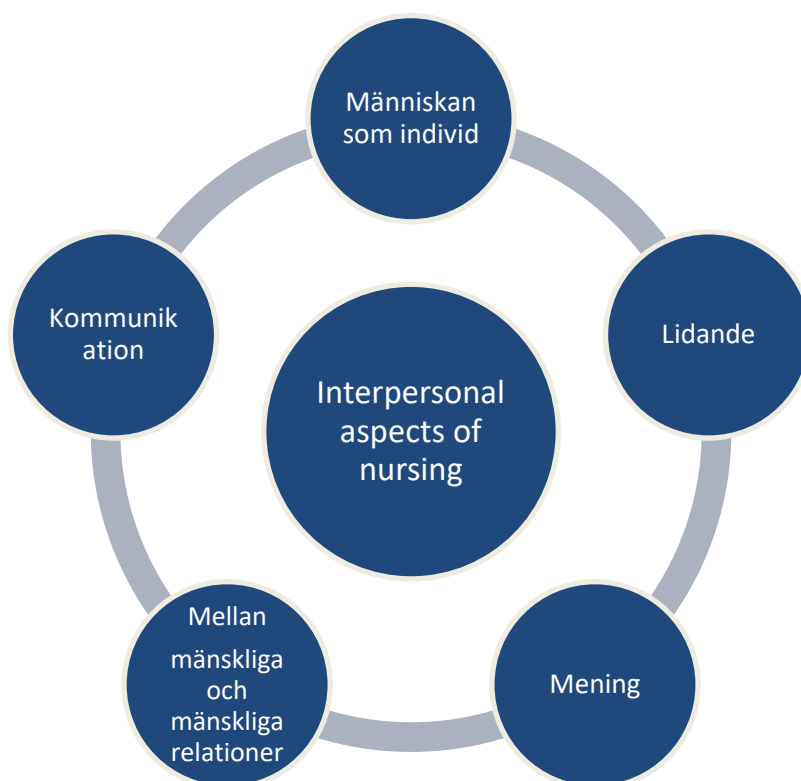 Människan
som individ
Lidande
Mening
Mellan
mänskliga
och
mänskliga
relationer
Kommunik
ation
Interpersonal
aspects of
nursing